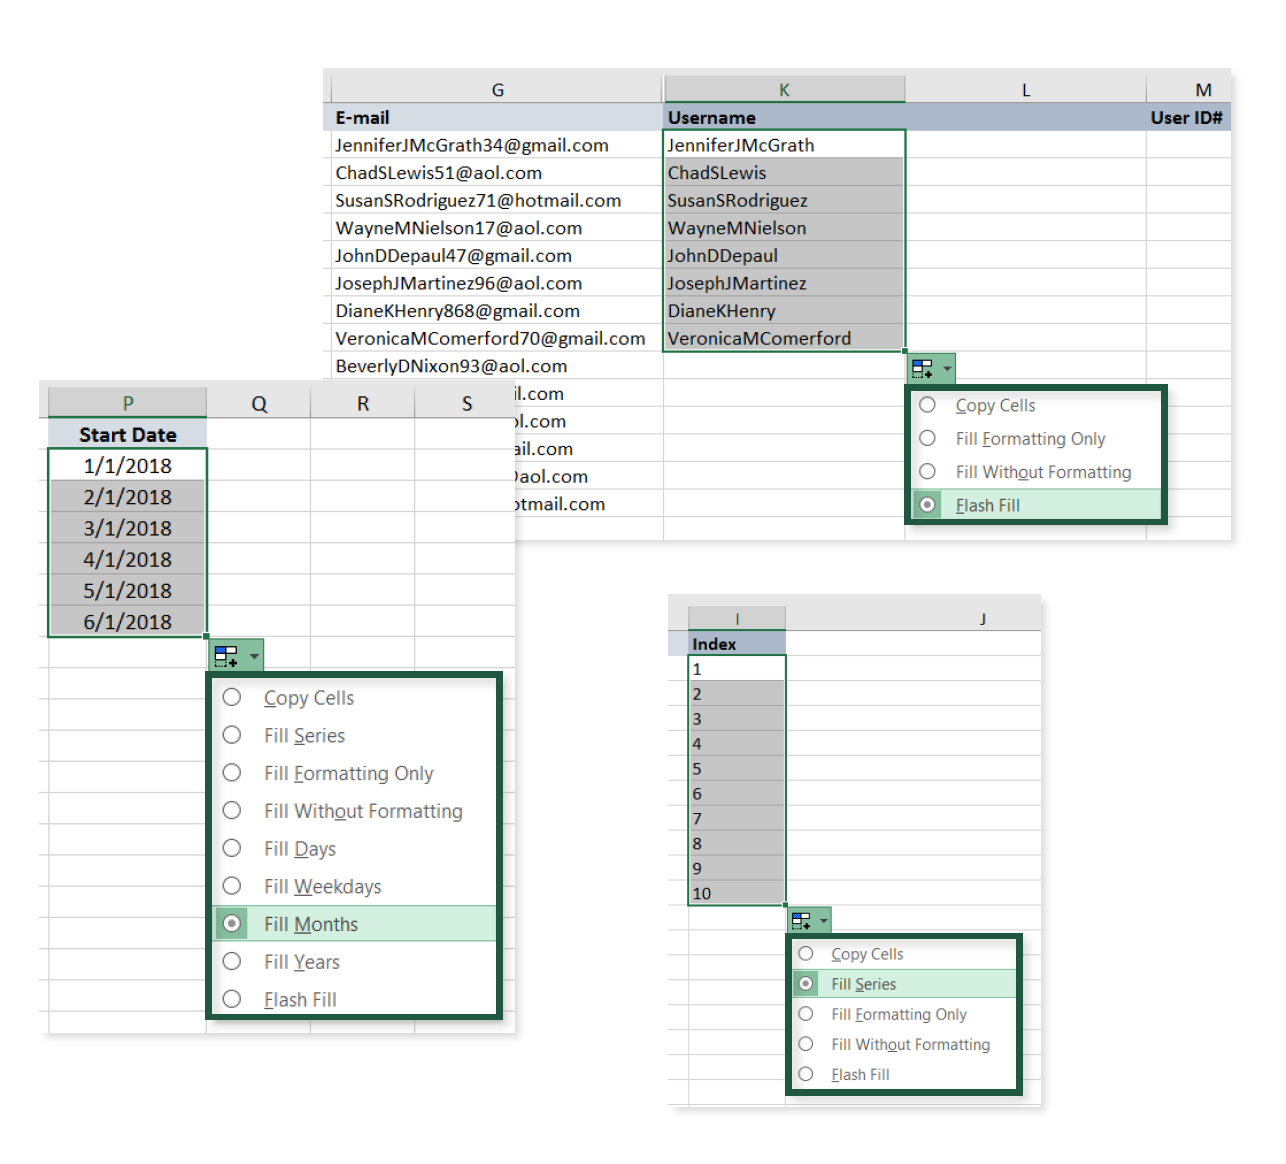 G K L M
E-mail Username User ID#
JenniferJMcGrath34@gmail.com JenniferJMcGrath
ChadSLewis51@aol.com ChadSLewis
SusanSRodriguez71@hotmail.com SusanSRodriguez
WayneMNielson17@aol.com WayneMNielson
JohnDDepaul47@gmail.com JohnDDepaul
JosephJMartinez96@aol.com JosephJMartinez
DianeKHenry868@gmail.com DianeKHenry
VeronicaMComerford70@gmail.com VeronicaMComerford
BeverlyDNixon93@aol.com
il.com
ol.com
ail.com
@aol.com
otmail.com
Copy Cells
Fill Formatting Only
Fill Without Formatting
Flash Fill
P Q R S
Start Date
1/1/2018
2/1/2018
3/1/2018
4/1/2018
5/1/2018
6/1/2018
Copy Cells
Fill Series
Fill Formatting Only
Fill Without Formatting
Fill Days
Fill Weekdays
Fill Months
Fill Years
Flash Fill
I J
Index
1
2
3
4
5
6
7
8
9
10
Copy Cells
Fill Series
Fill Formatting Only
Fill Without Formatting
Flash Fill